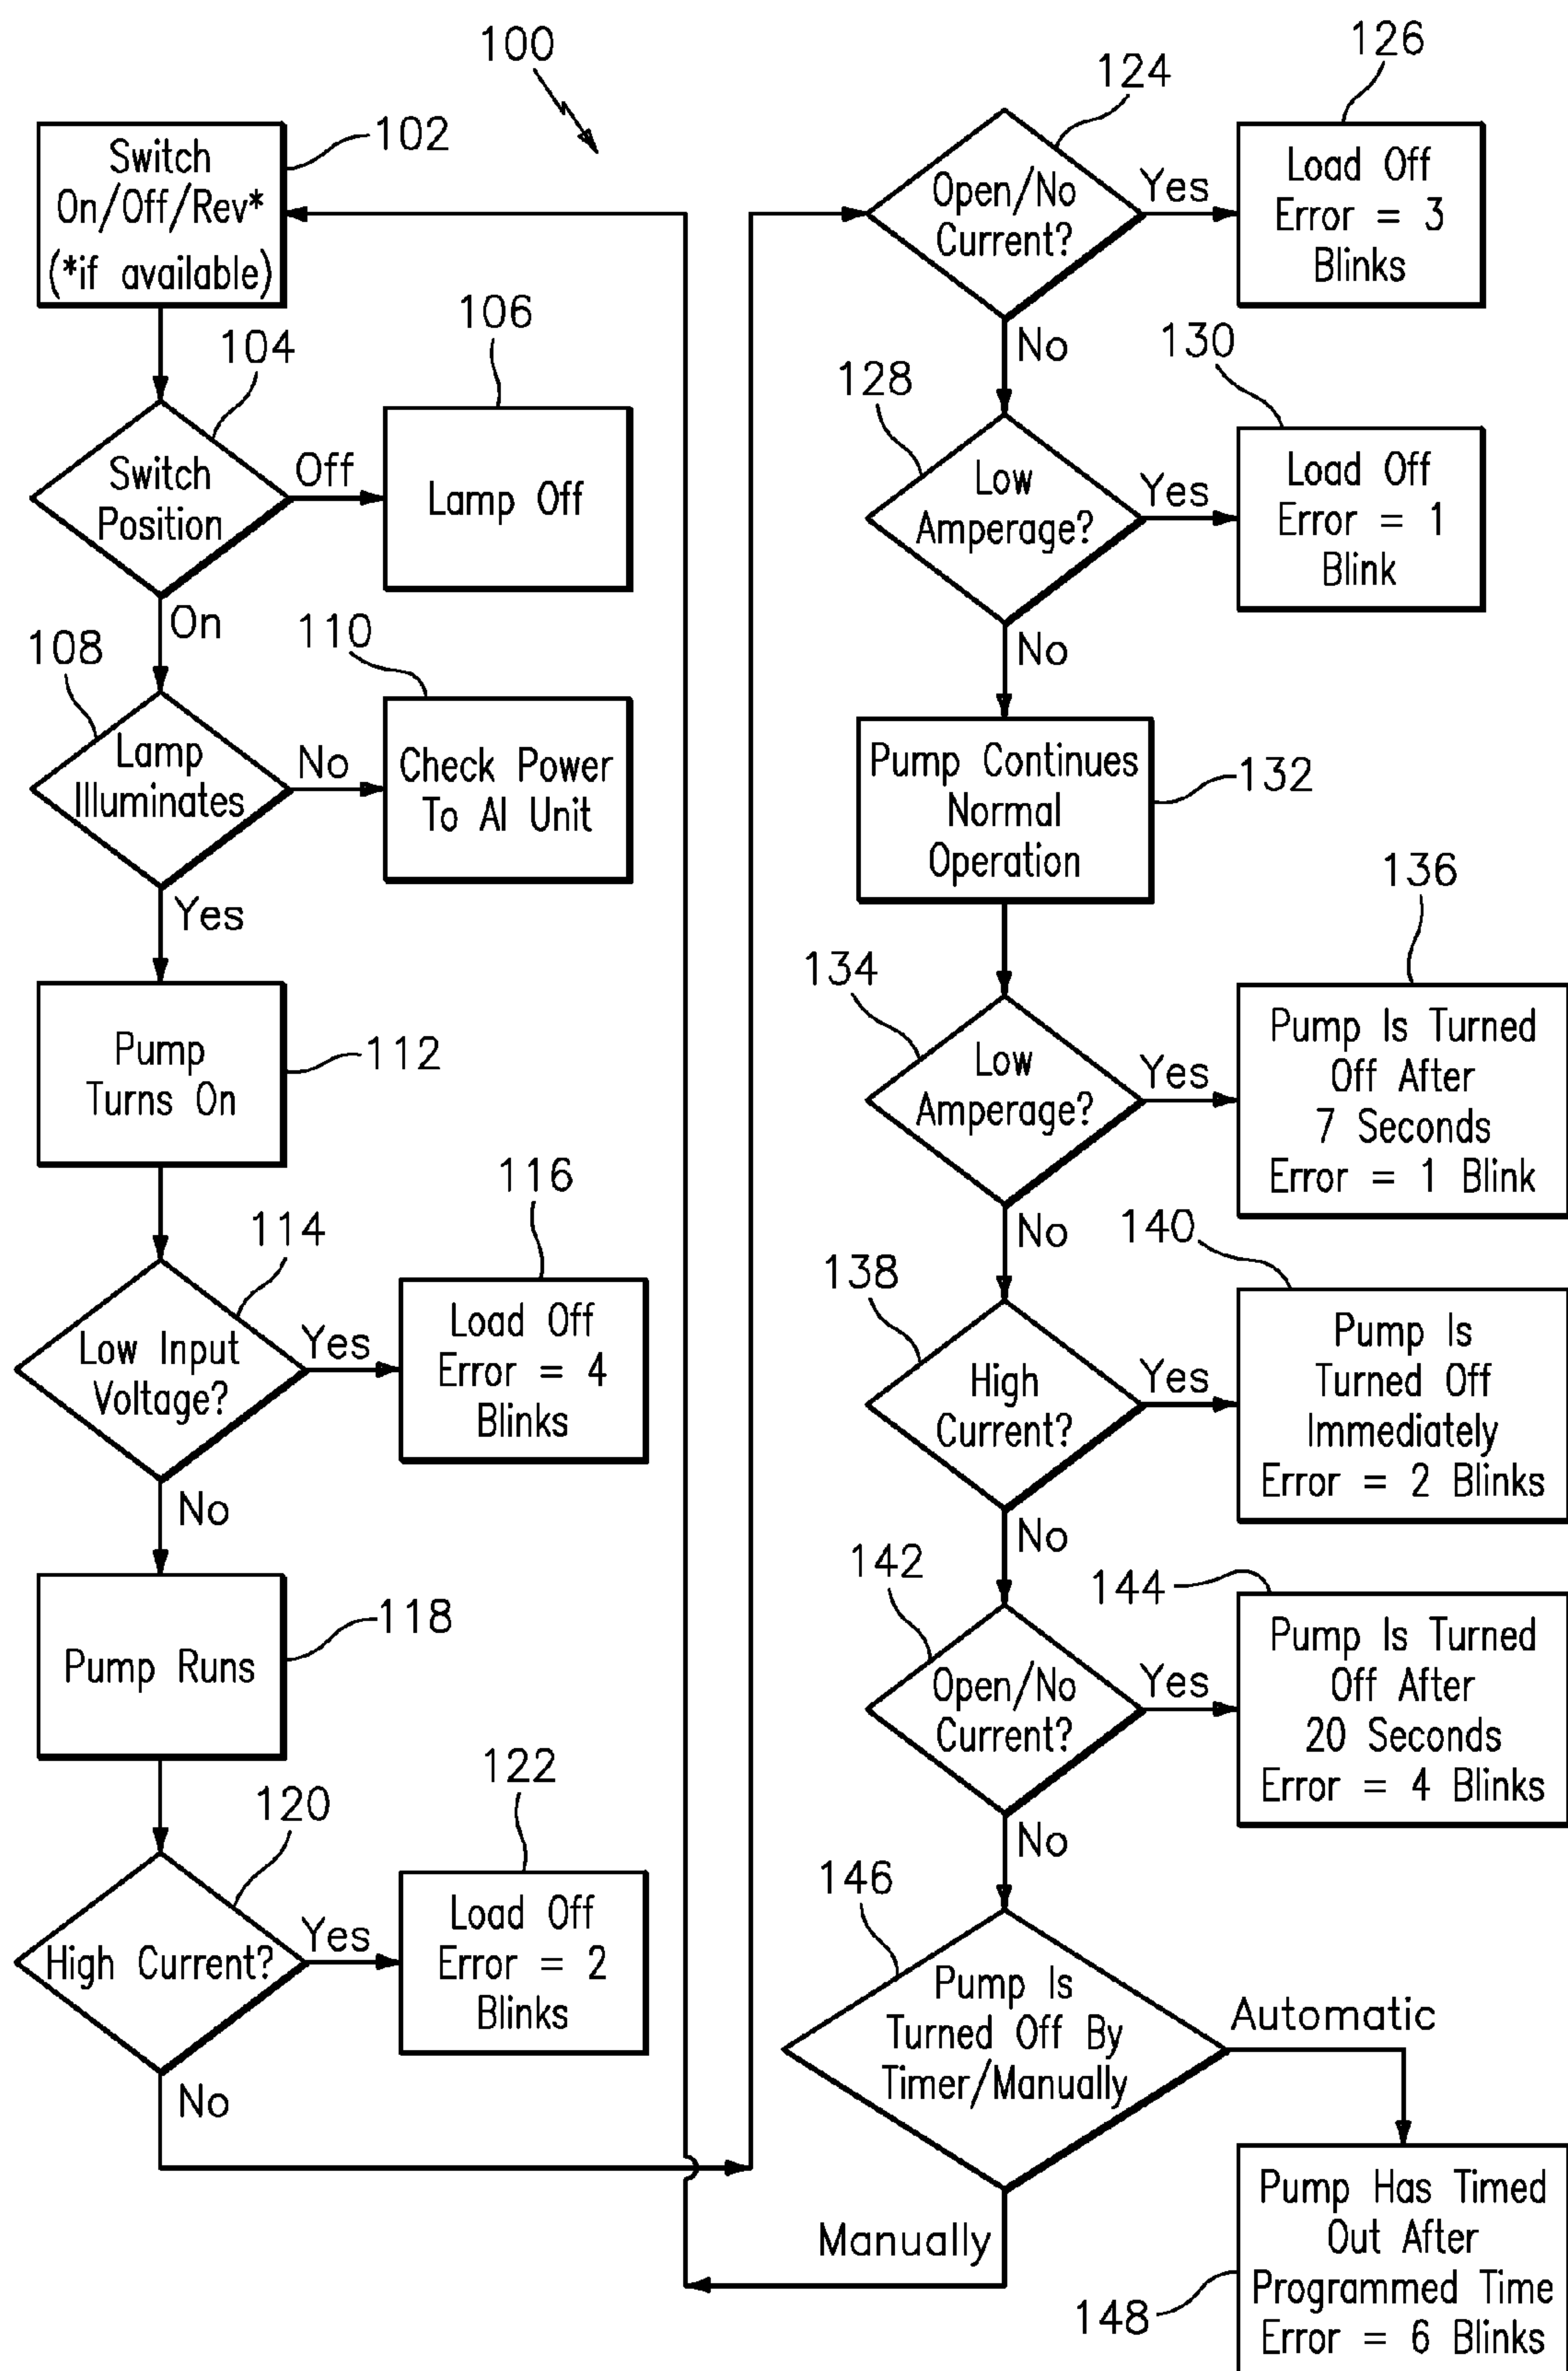 100
102
Switch
On/Off/Rev*
(*if available)
104
Switch
Position
Off
106
Lamp Off
On
108
Lamp
Illuminates
No
110
Check Power
To AI Unit
Yes
112
Pump
Turns On
114
Low Input
Voltage?
Yes
116
Load Off
Error = 4
Blinks
No
118
Pump Runs
120
High Current?
Yes
122
Load Off
Error = 2
Blinks
No
124
Open/No
Current?
Yes
126
Load Off
Error = 3
Blinks
No
128
Low
Amperage?
Yes
130
Load Off
Error = 1
Blink
No
Pump Continues
Normal
Operation
132
134
Low
Amperage?
Yes
136
Pump Is Turned
Off After
7 Seconds
Error = 1 Blink
No
138
High
Current?
Yes
140
Pump Is
Turned Off
Immediately
Error = 2 Blinks
No
142
Open/No
Current?
Yes
144
Pump Is Turned
Off After
20 Seconds
Error = 4 Blinks
No
146
Pump Is
Turned Off By
Timer/Manually
Automatic
Manually
148
Pump Has Timed
Out After
Programmed Time
Error = 6 Blinks